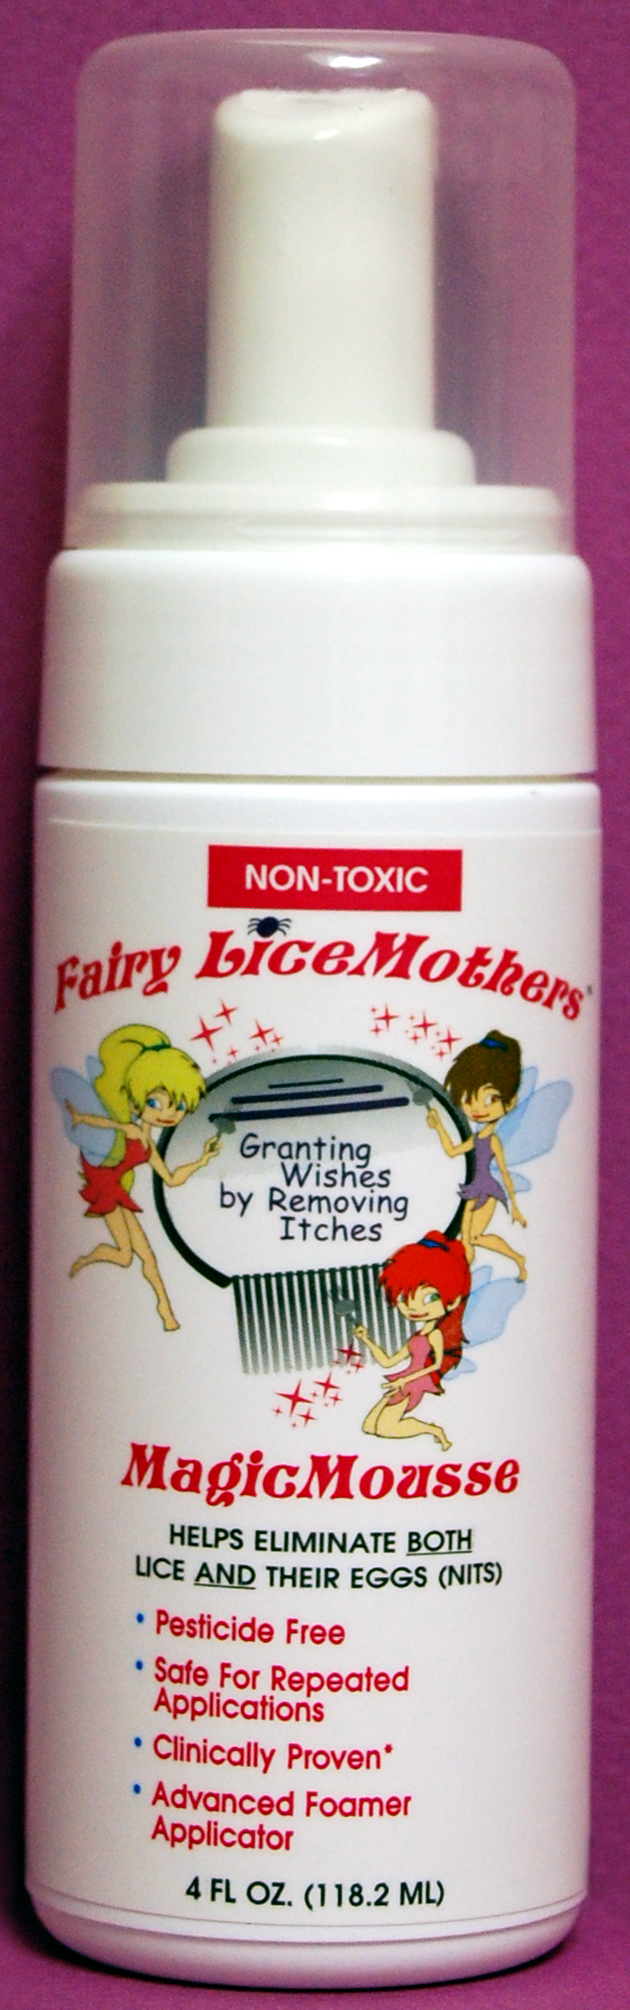 NON-TOXIC
Fairy LiceMothers
Granting
Wishes
by Removing
Itches
MagicMousse
HELPS ELIMINATE BOTH
LICE AND THEIR EGGS (NITS)
• Pesticide Free
• Safe For Repeated
Applications
• Clinically Proven*
• Advanced Foamer
Applicator
4 FL OZ. (118.2 ML)